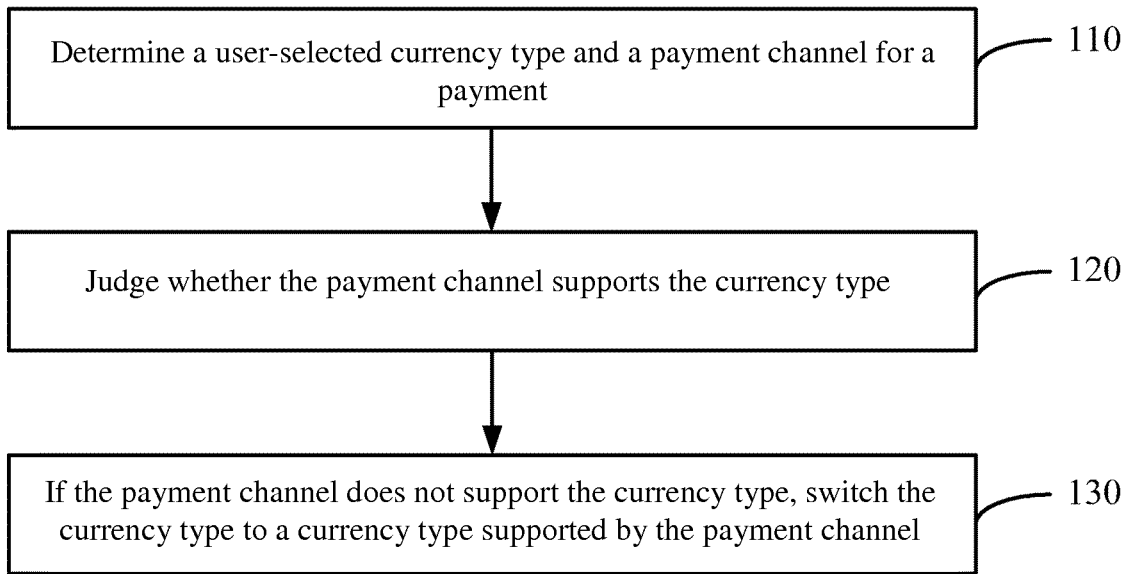 Determine a user-selected currency type and a payment channel for a
payment
110
Judge whether the payment channel supports the currency type
120
If the payment channel does not support the currency type, switch the
currency type to a currency type supported by the payment channel
130